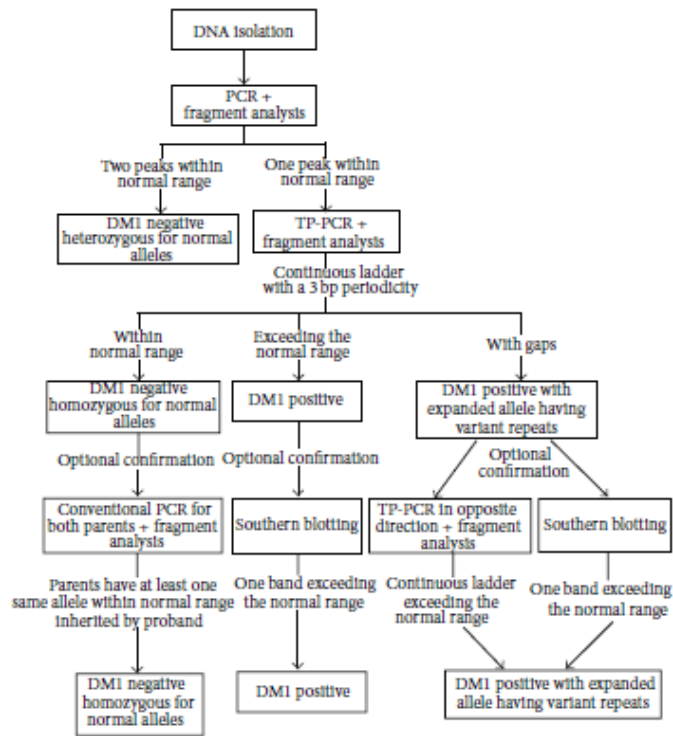 DNA isolation
PCR +
fragment analysis
Two peaks within
normal range
One peak within
normal range
DM1 negative
heterozygous for normal
alleles
TP-PCR +
fragment analysis
Continuous ladder
with a 3 bp periodicity
Within
normal range
Exceeding the
normal range
With gaps
DM1 negative
homozygous for normal
alleles
DM1 positive
DM1 positive with
expanded allele having
variant repeats
Optional confirmation
Optional confirmation
Optional
confirmation
Conventional PCR for
both parents + fragment
analysis
Southern blotting
TP-PCR in opposite
direction + fragment
analysis
Southern blotting
Parents have at least one
same allele within normal range
inherited by proband
One band exceeding
the normal range
Continuous ladder
exceeding the
normal range
One band exceeding
the normal range
DM1 negative
homozygous for
normal alleles
DM1 positive
DM1 positive with expanded
allele having variant repeats